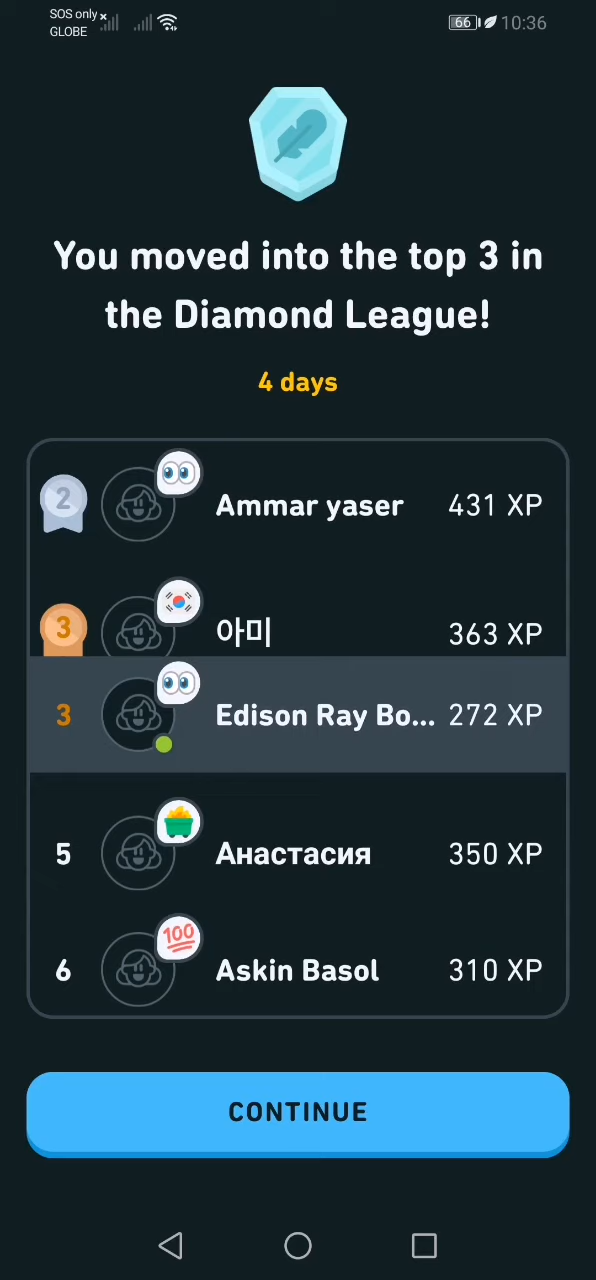 SOS only
GLOBE
66
10:36
You moved into the top 3 in
the Diamond League!
4 days
2 Ammar yaser 431 XP
3 아미 363 XP
3 Edison Ray Bo... 272 XP
5 Анастасия 350 XP
100
6 Askin Basol 310 XP
CONTINUE